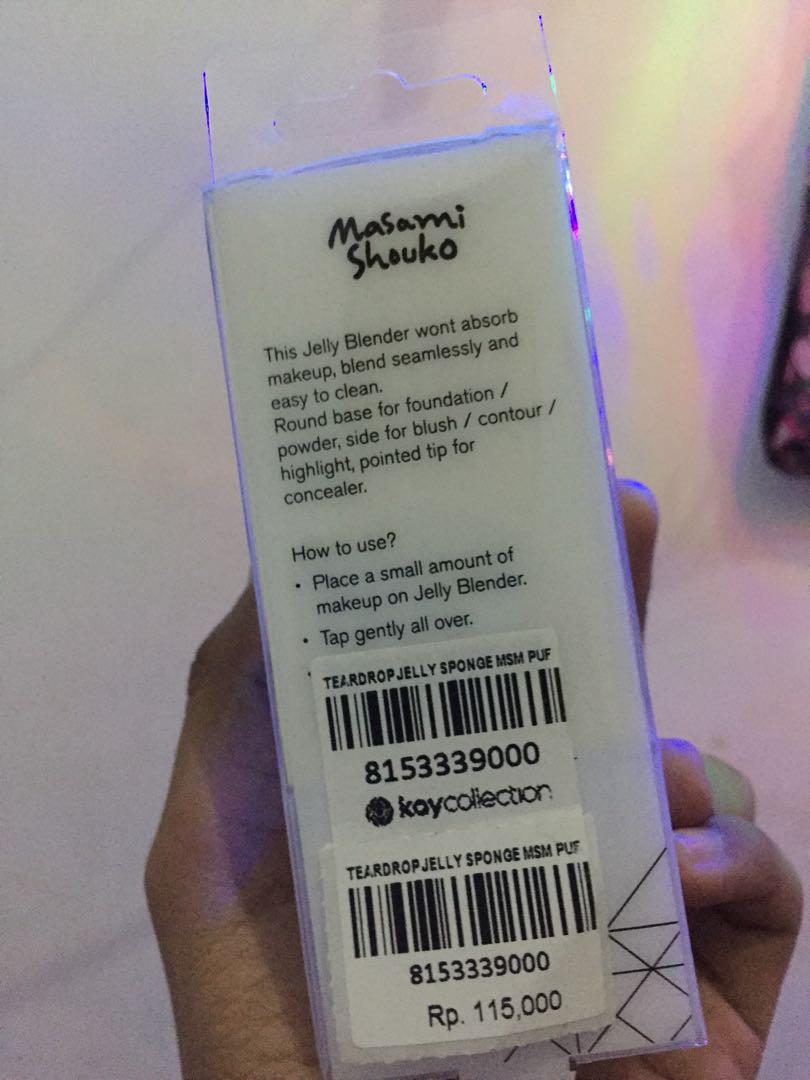 Masami
Shouko
This Jelly Blender wont absorb
makeup, blend seamlessly and
easy to clean.
Round base for foundation /
powder, side for blush / contour /
highlight, pointed tip for
concealer.
How to use?
• Place a small amount of
makeup on Jelly Blender.
• Tap gently all over.
TEARDROP JELLY SPONGE MSM PUF
8153339000
kaycollection
TEARDROP JELLY SPONGE MSM PUF
8153339000
Rp. 115,000